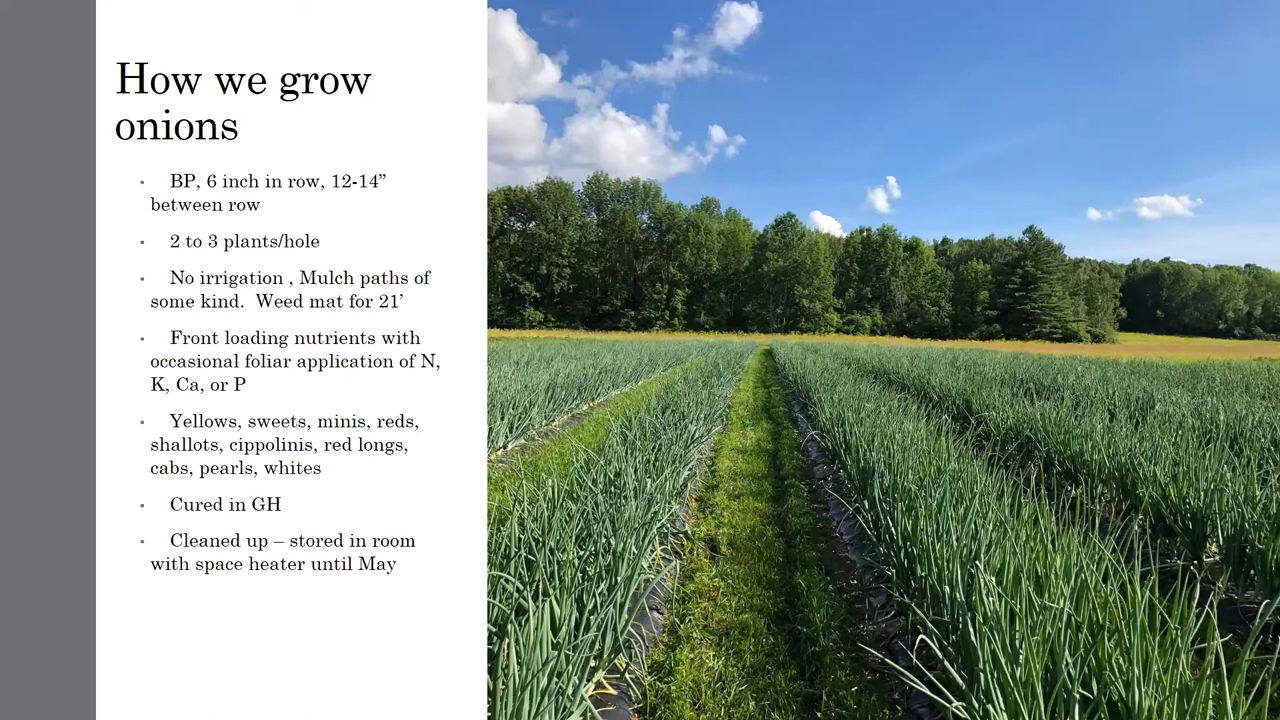 How we grow
onions
▪ BP, 6 inch in row, 12-14”
between row
▪ 2 to 3 plants/hole
▪ No irrigation , Mulch paths of
some kind.  Weed mat for 21’
▪ Front loading nutrients with
occasional foliar application of N,
K, Ca, or P
▪ Yellows, sweets, minis, reds,
shallots, cippolinis, red longs,
cabs, pearls, whites
▪ Cured in GH
▪ Cleaned up – stored in room
with space heater until May